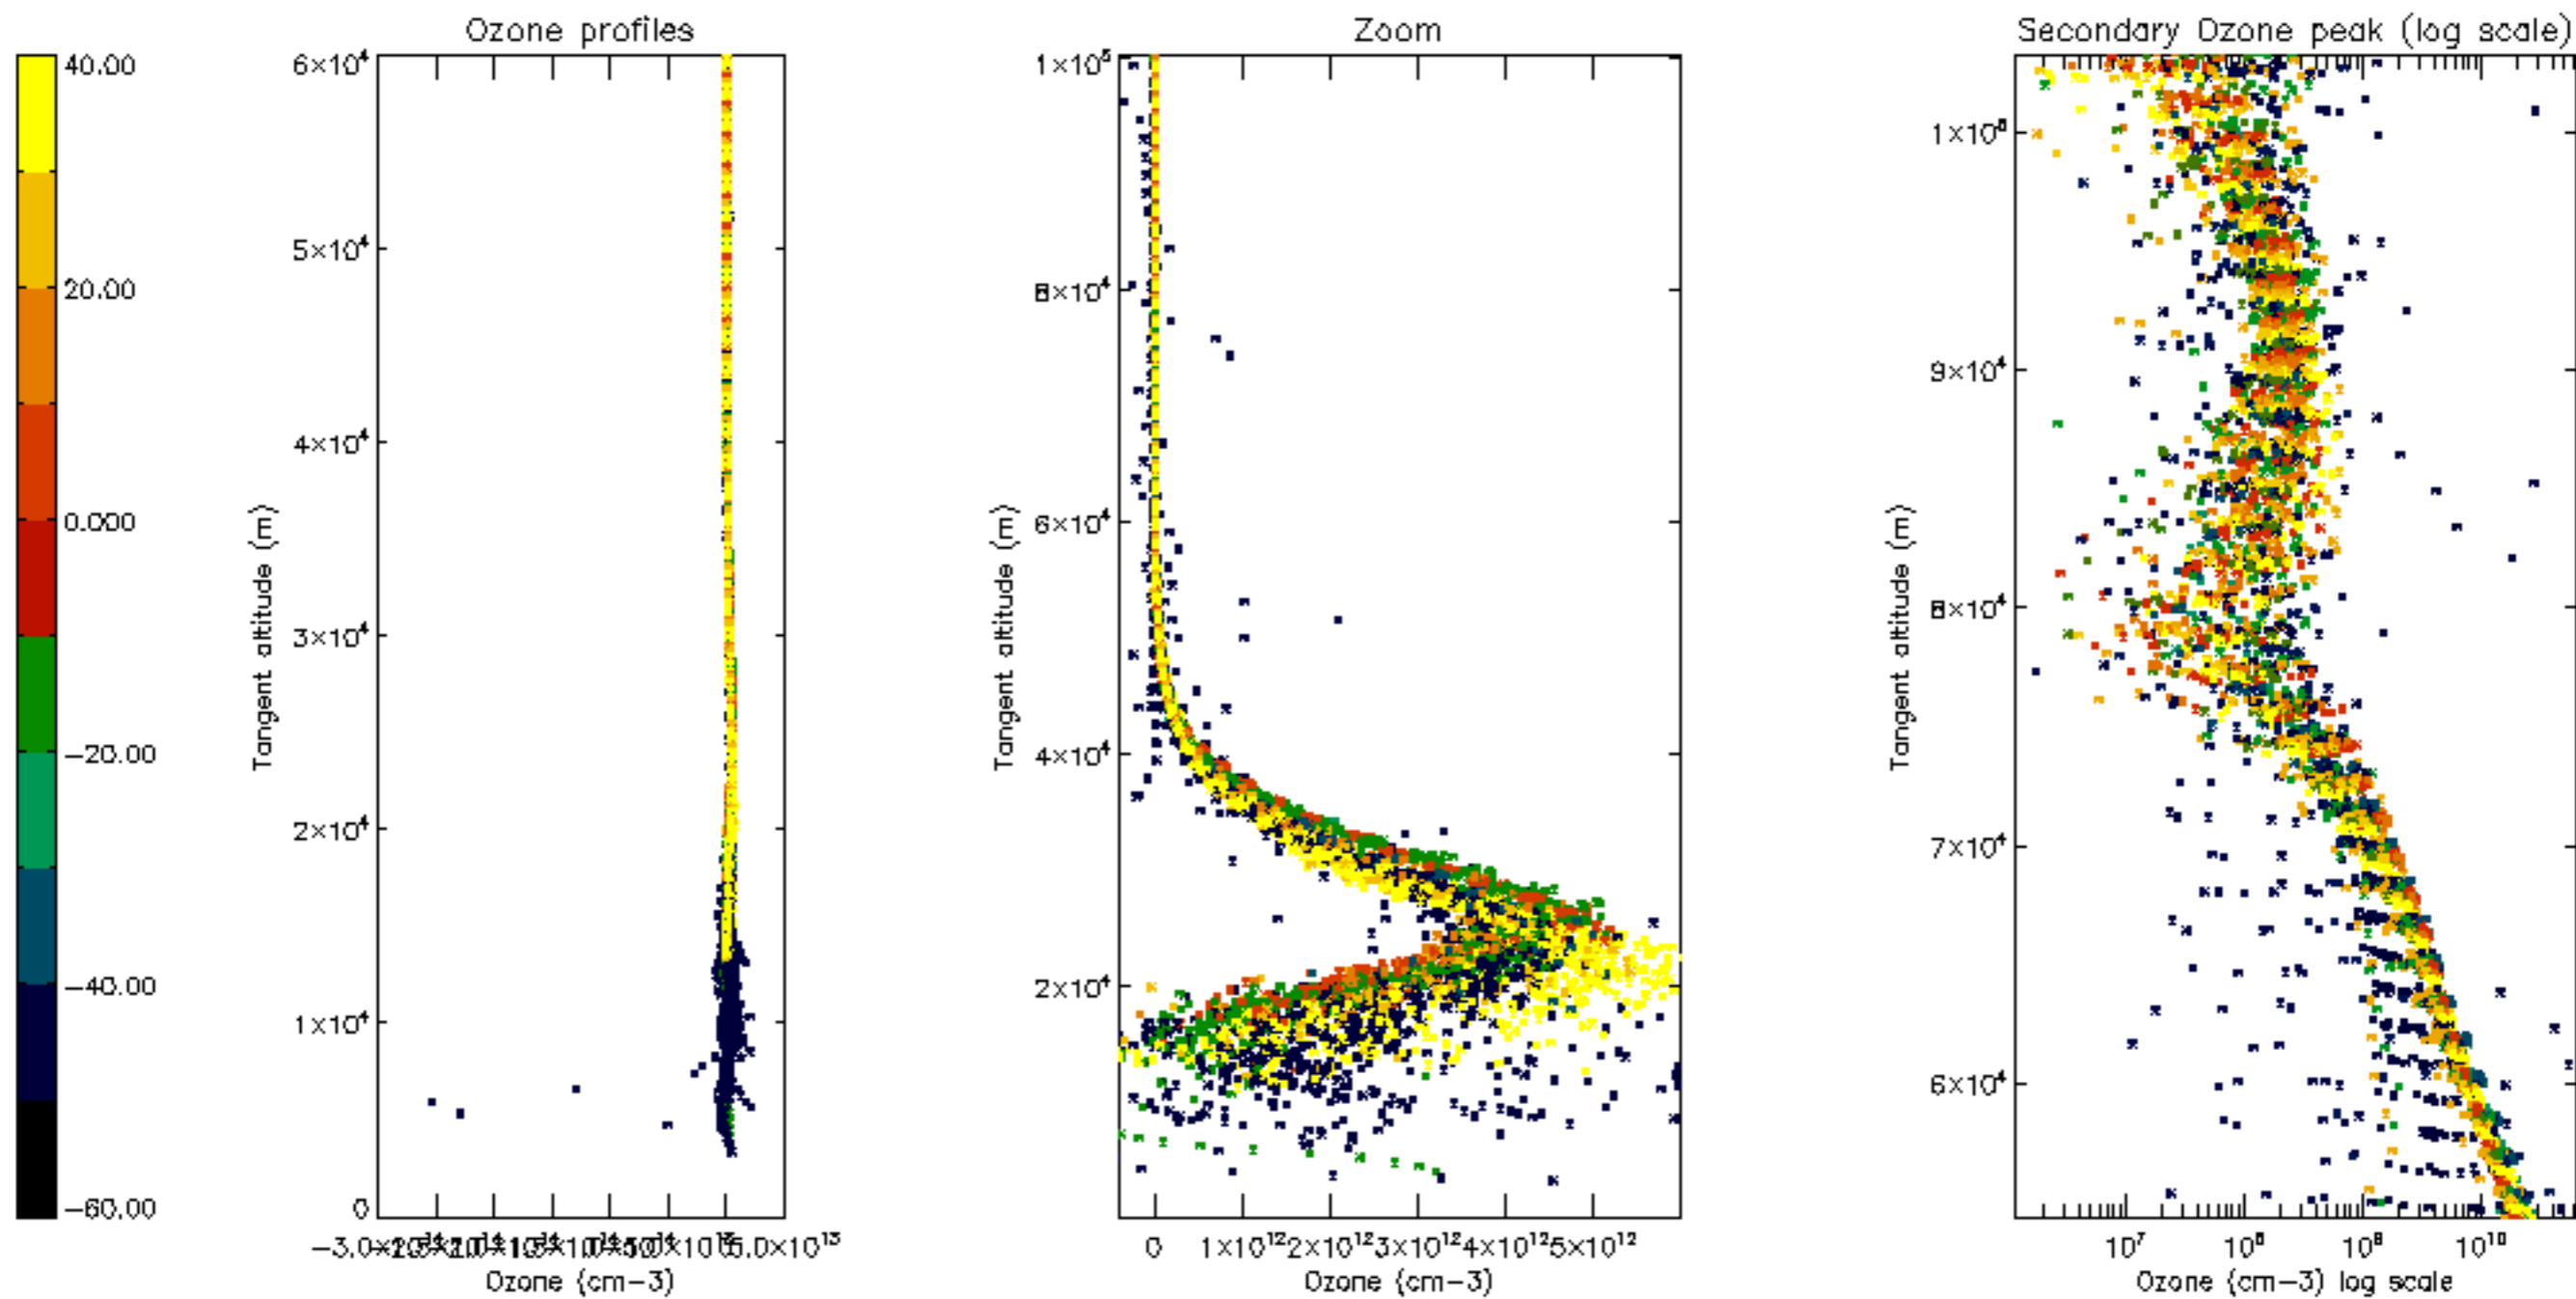 Ozone profiles
Zoom
Secondary Ozone peak (log scale)
40.00
20.00
0.000
−20.00
−40.00
−60.00
6×10⁴
5×10⁴
4×10⁴
3×10⁴
2×10⁴
1×10⁴
0
Tangent altitude (m)
5.0×10¹³
Ozone (cm−3)
1×10⁵
8×10⁴
6×10⁴
4×10⁴
2×10⁴
Tangent altitude (m)
0 1×10¹² 2×10¹² 3×10¹² 4×10¹² 5×10¹²
Ozone (cm−3)
1×10⁵
9×10⁴
8×10⁴
7×10⁴
6×10⁴
Tangent altitude (m)
10⁷ 10⁸ 10⁹ 10¹⁰
Ozone (cm−3) log scale